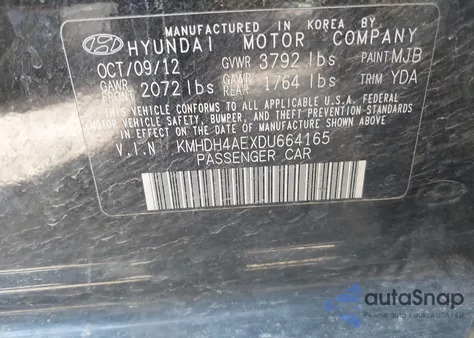 MANUFACTURED IN KOREA BY
HYUNDAI MOTOR COMPANY
OCT/09/12 GVWR 3792 lbs PAINT MJB
GAWR FRONT 2072 lbs GAWR REAR 1764 lbs TRIM YDA
THIS VEHICLE CONFORMS TO ALL APPLICABLE U.S.A. FEDERAL
MOTOR VEHICLE SAFETY, BUMPER, AND THEFT PREVENTION
STANDARDS IN EFFECT ON THE DATE OF MANUFACTURE SHOWN ABOVE.
V.I.N KMHDH4AEXDU664165
PASSENGER CAR
autoSnap